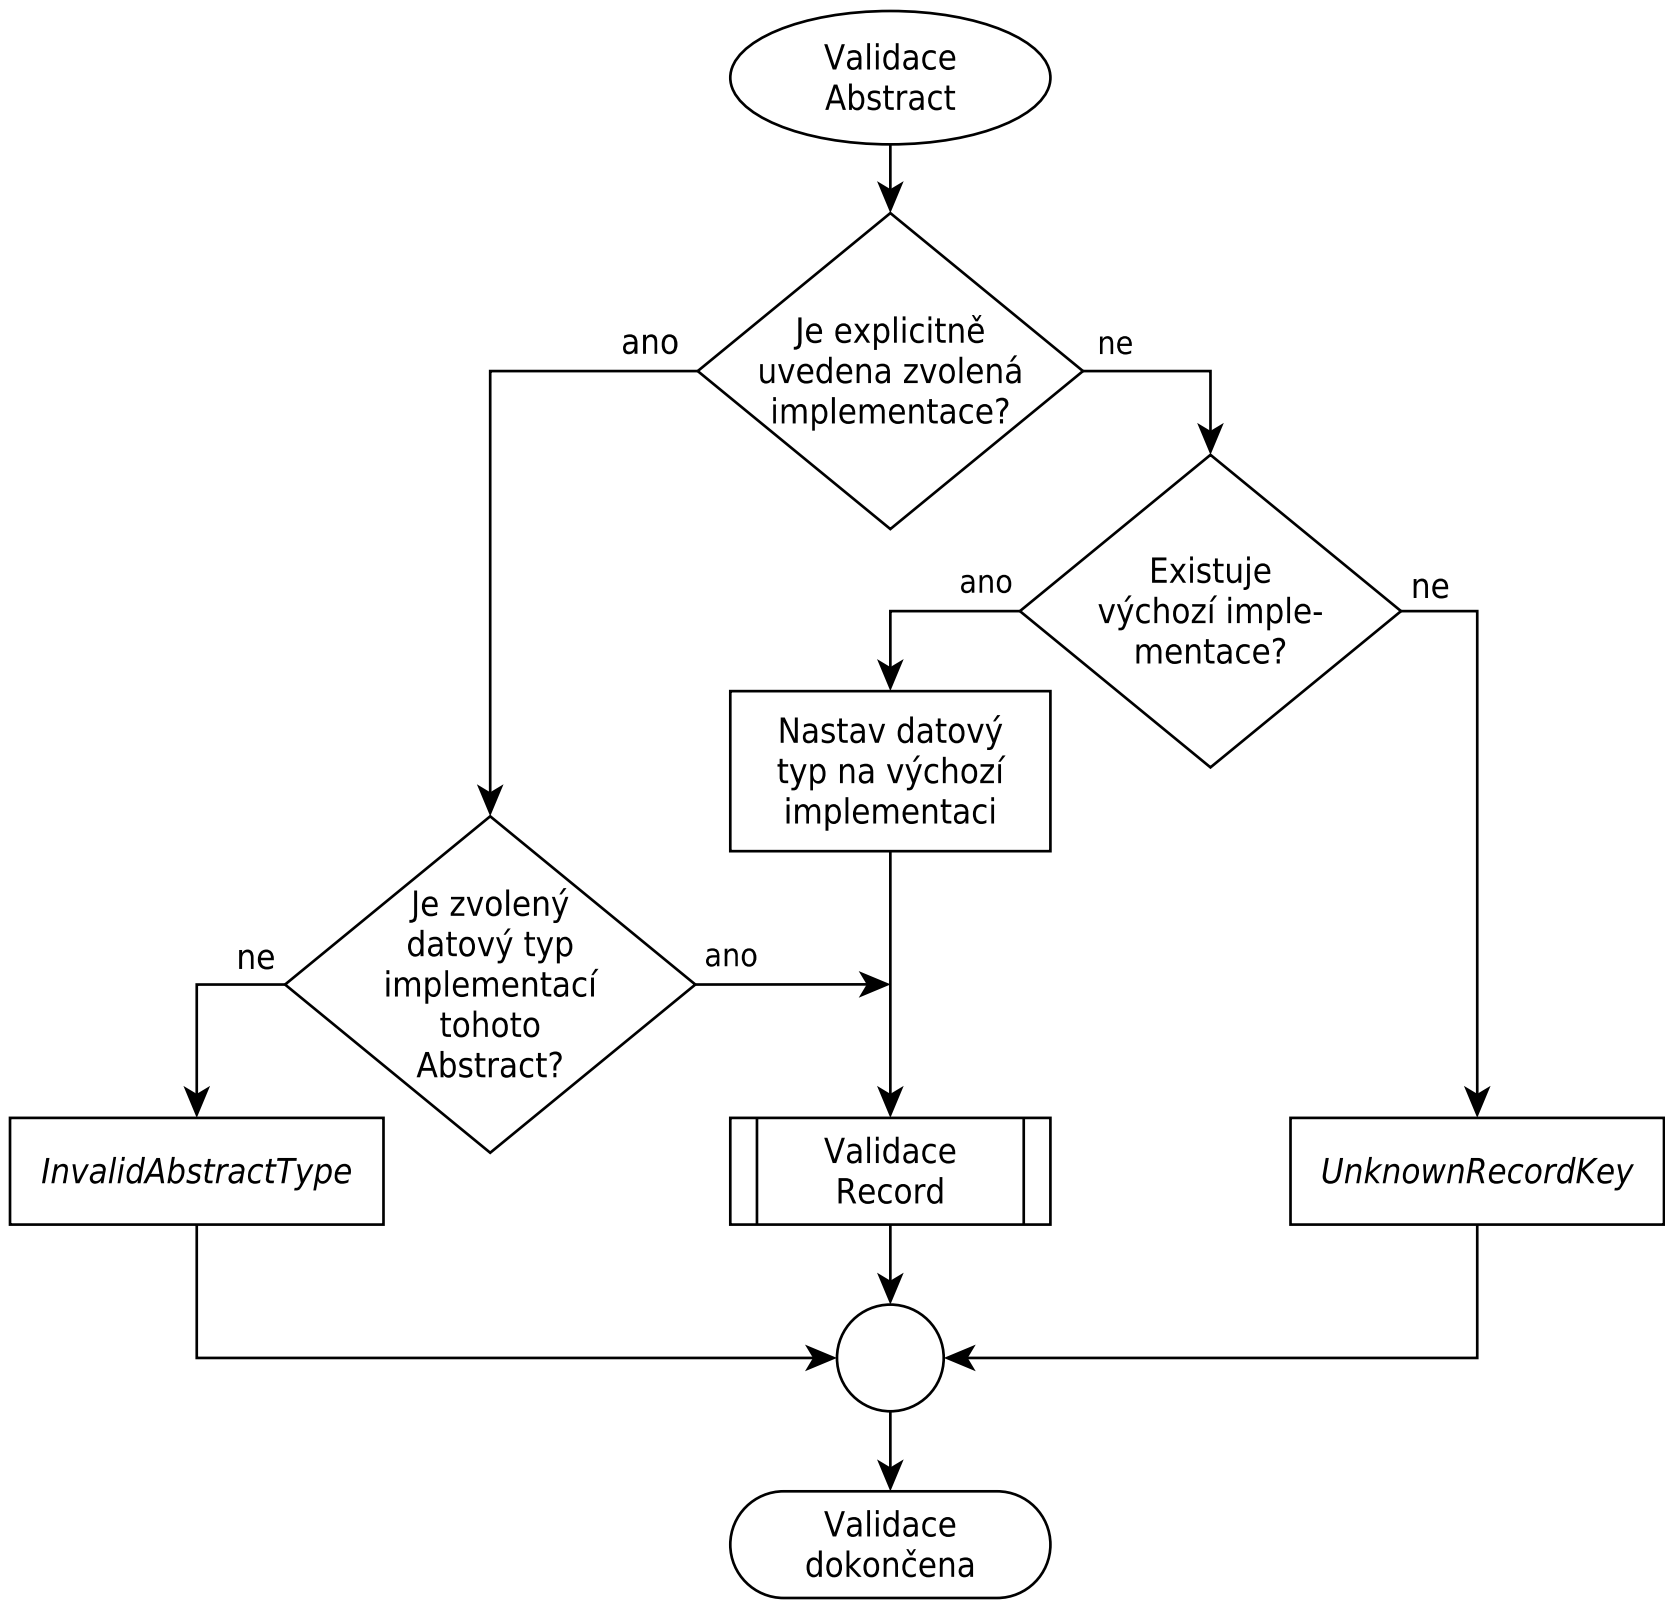 Validace
Abstract
Je explicitně
uvedena zvolená
implementace?
ano
ne
Existuje
výchozí imple-
mentace?
ano
ne
Nastav datový
typ na výchozí
implementaci
Je zvolený
datový typ
implementací
tohoto
Abstract?
ne
ano
InvalidAbstractType
Validace
Record
UnknownRecordKey
Validace
dokončena